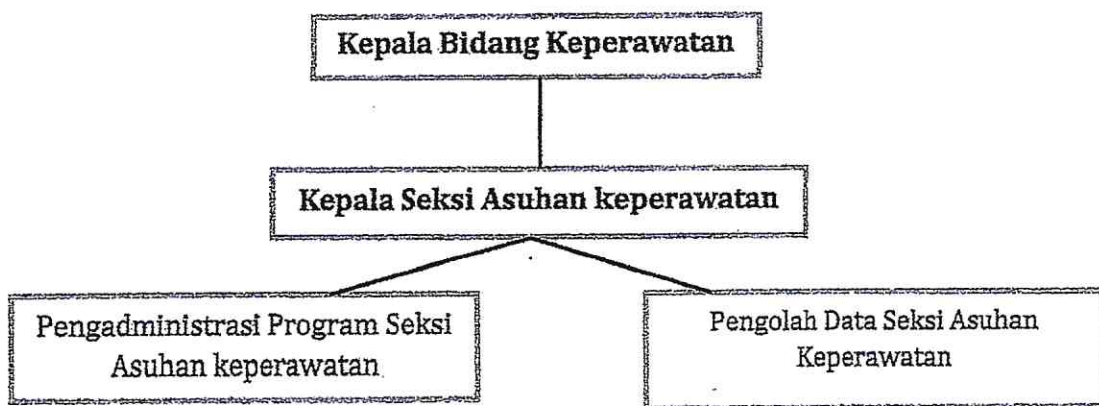 Kepala Bidang Keperawatan
Kepala Seksi Asuhan keperawatan
Pengadministrasi Program Seksi
Asuhan keperawatan
Pengolah Data Seksi Asuhan
Keperawatan